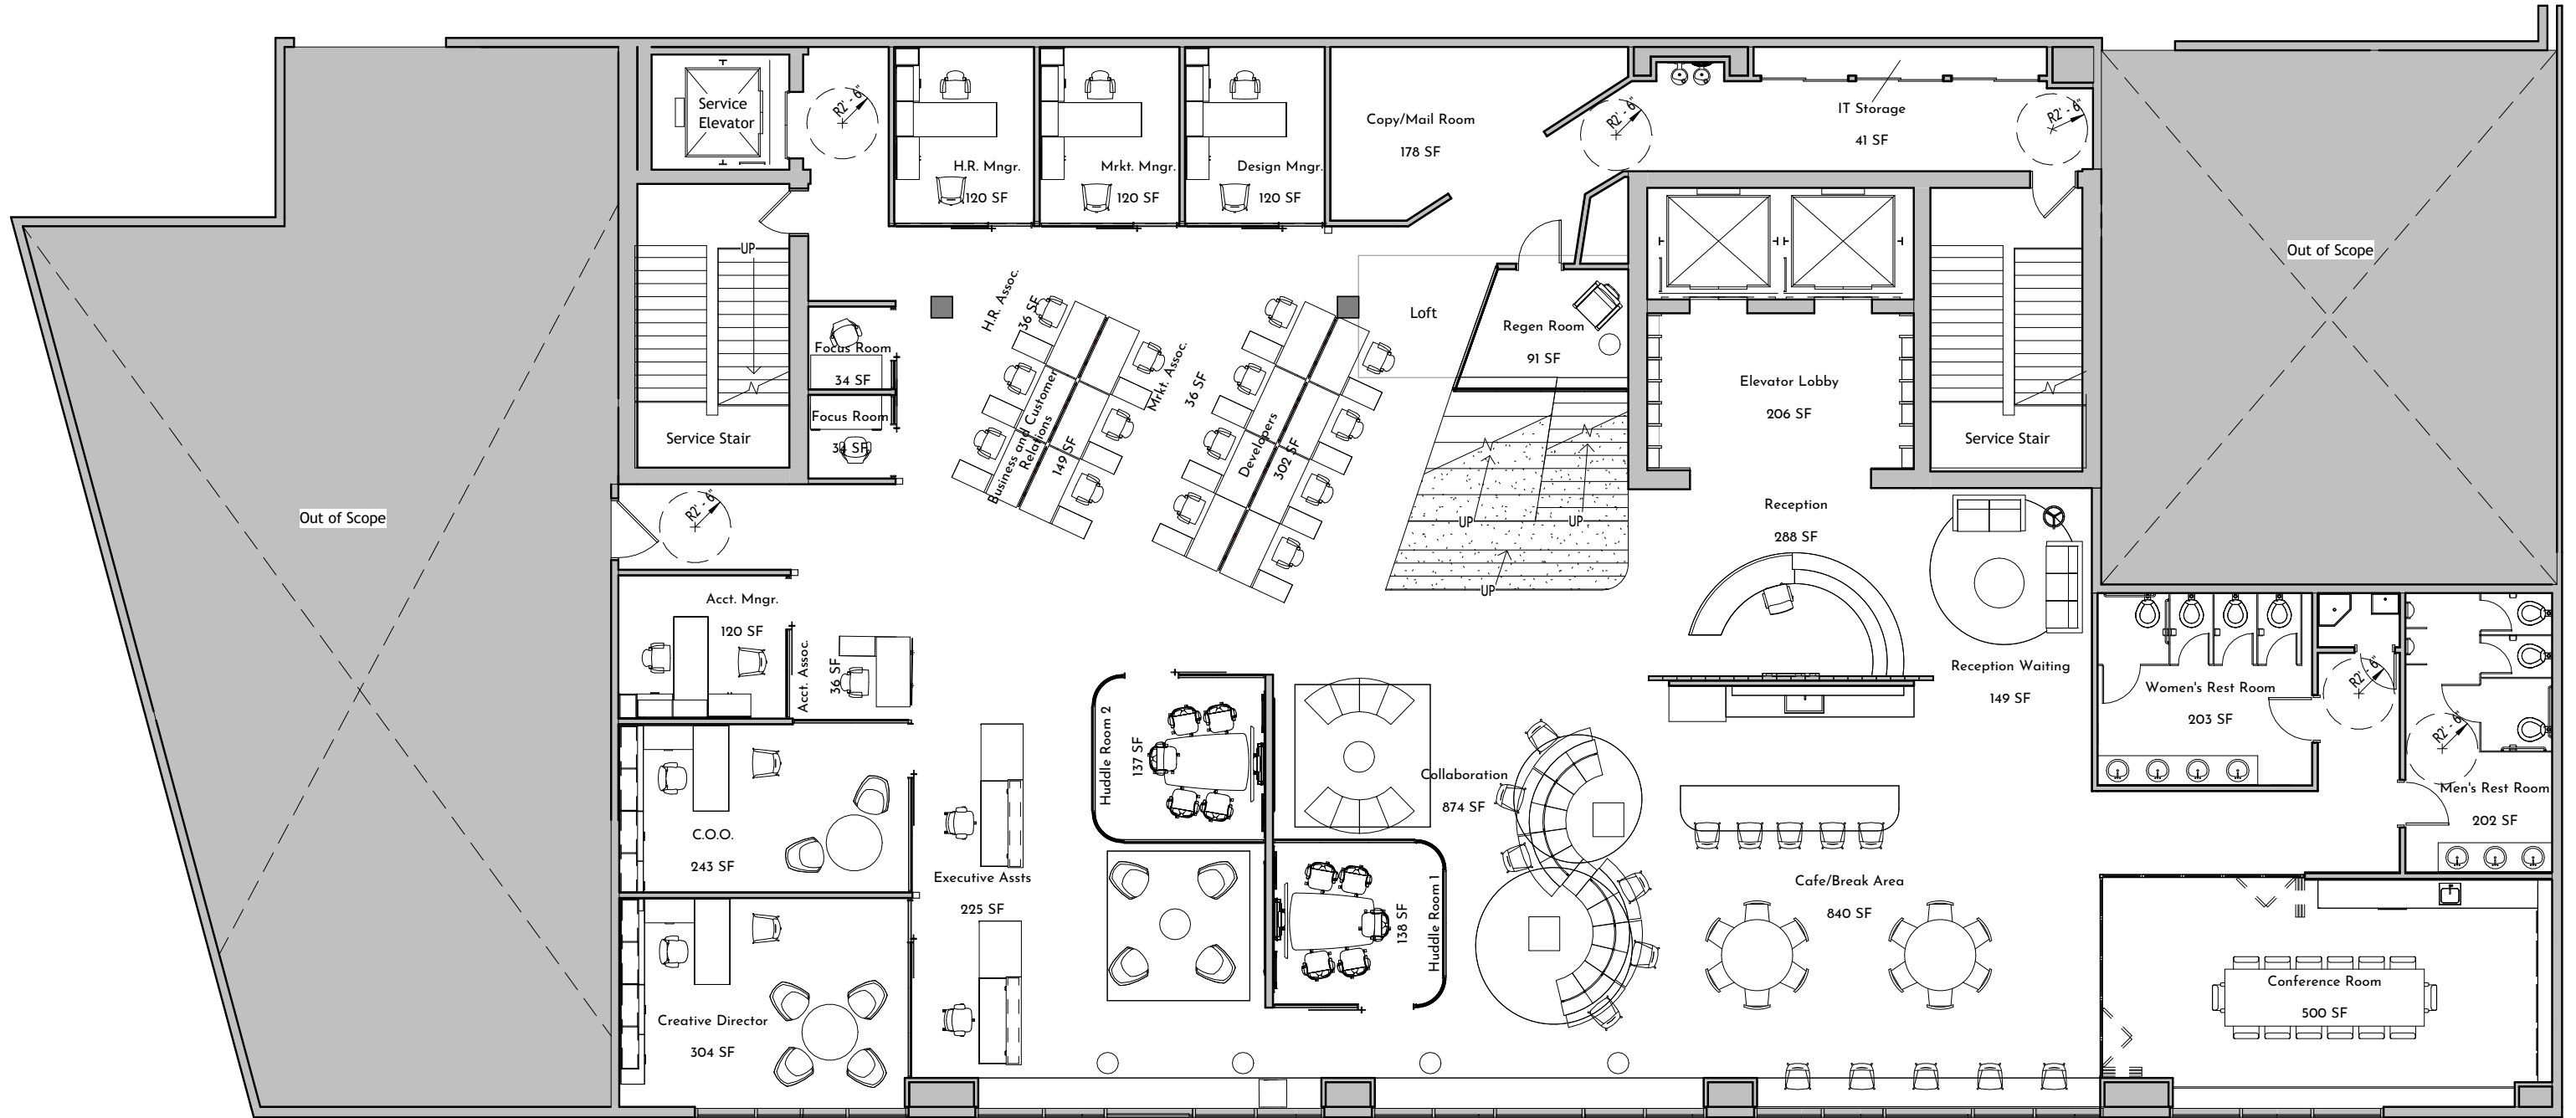 Service
Elevator
R2' - 6"
H.R. Mngr.
120 SF
Mrkt. Mngr.
120 SF
Design Mngr.
120 SF
Copy/Mail Room
178 SF
R2' - 6"
IT Storage
41 SF
R2' - 6"
Out of Scope
UP
Service Stair
Focus Room
34 SF
Focus Room
34 SF
H.R. Assoc.
36 SF
Mrkt. Assoc.
36 SF
Business and Customer
Relations
149 SF
Developers
302 SF
Loft
Regen Room
91 SF
UP
UP
UP
Elevator Lobby
206 SF
Service Stair
Out of Scope
R2' - 6"
Reception
288 SF
Reception Waiting
149 SF
Acct. Mngr.
120 SF
Acct. Assoc.
36 SF
C.O.O.
243 SF
Creative Director
304 SF
Executive Assts
225 SF
Huddle Room 2
137 SF
Collaboration
874 SF
138 SF
Huddle Room 1
Cafe/Break Area
840 SF
Women's Rest Room
203 SF
R2' - 6"
R2' - 6"
Men's Rest Room
202 SF
Conference Room
500 SF